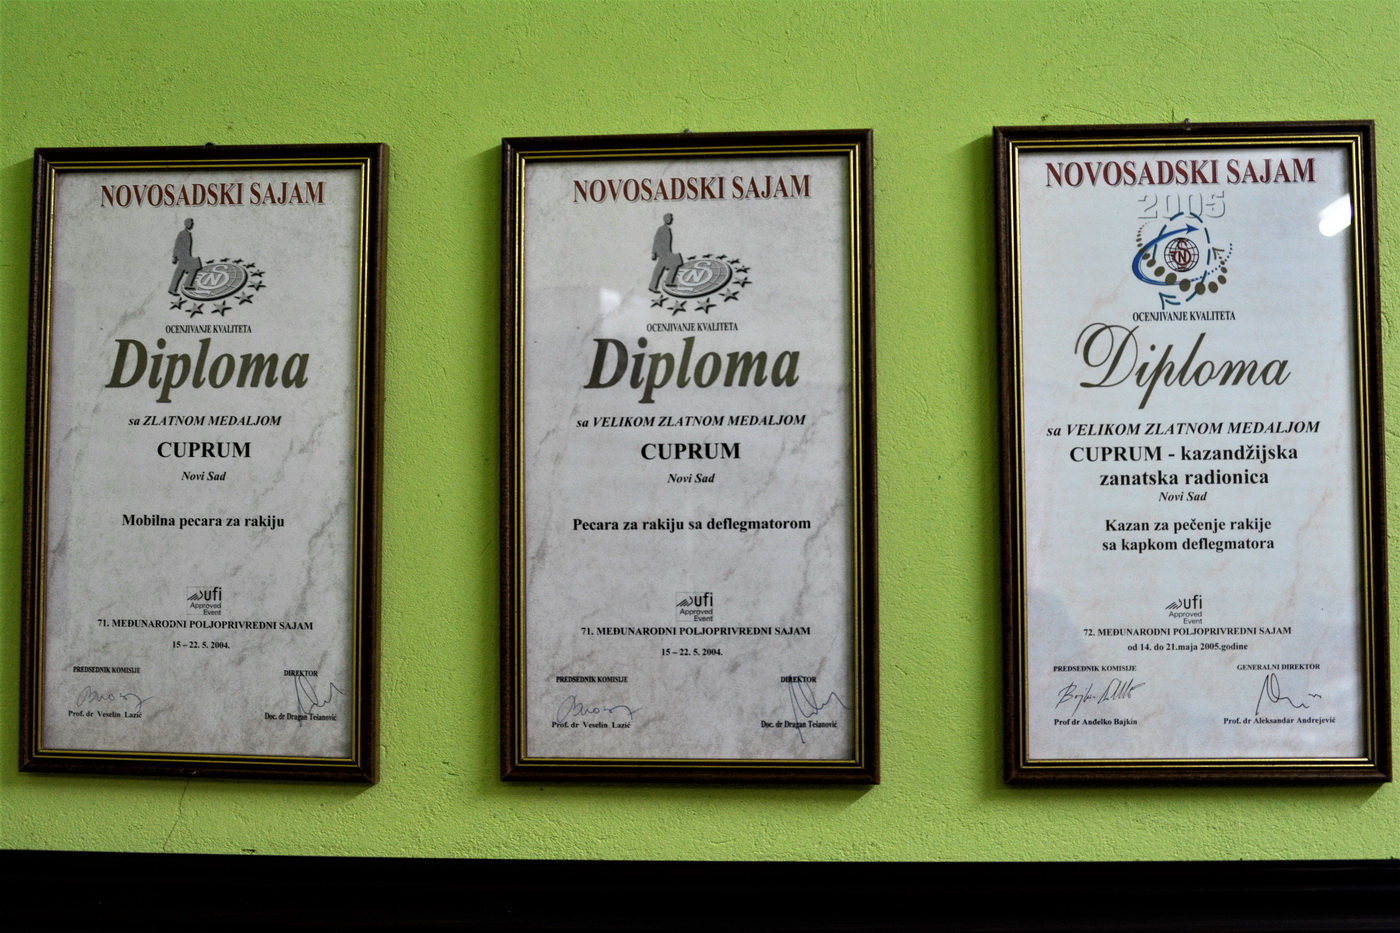 NOVOSADSKI SAJAM
OCENJIVANJE KVALITETA
Diploma
sa ZLATNOM MEDALJOM
CUPRUM
Novi Sad
Mobilna pecara za rakiju
ufi
Approved
Event
71. MEĐUNARODNI POLJOPRIVREDNI SAJAM
15 – 22. 5. 2004.
PREDSEDNIK KOMISIJE
DIREKTOR
Prof. dr Veselin Lazić
Doc. dr Dragan Tešanović
NOVOSADSKI SAJAM
OCENJIVANJE KVALITETA
Diploma
sa VELIKOM ZLATNOM MEDALJOM
CUPRUM
Novi Sad
Pecara za rakiju sa deflegmatorom
ufi
Approved
Event
71. MEĐUNARODNI POLJOPRIVREDNI SAJAM
15 – 22. 5. 2004.
PREDSEDNIK KOMISIJE
DIREKTOR
Prof. dr Veselin Lazić
Doc. dr Dragan Tešanović
NOVOSADSKI SAJAM
2005
OCENJIVANJE KVALITETA
Diploma
sa VELIKOM ZLATNOM MEDALJOM
CUPRUM - kazandžijska
zanatska radionica
Novi Sad
Kazan za pečenje rakije
sa kapkom deflegmatora
ufi
Approved
Event
72. MEĐUNARODNI POLJOPRIVREDNI SAJAM
od 14. do 21.maja 2005.godine
PREDSEDNIK KOMISIJE
GENERALNI DIREKTOR
Prof dr Anđelko Bajkin
Prof. dr Aleksandar Andrejević